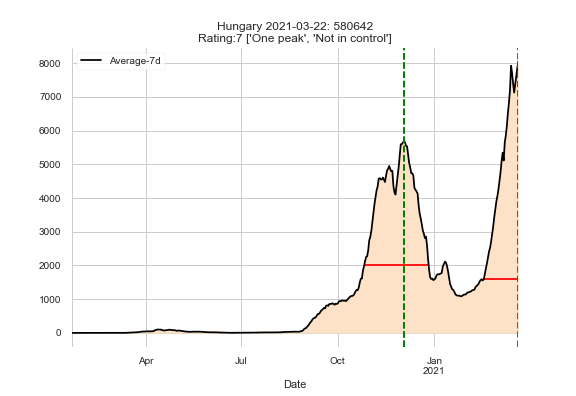 Hungary 2021-03-22: 580642
Rating:7 ['One peak', 'Not in control']
Average-7d
8000
7000
6000
5000
4000
3000
2000
1000
0
Apr
Jul
Oct
Jan
2021
Date